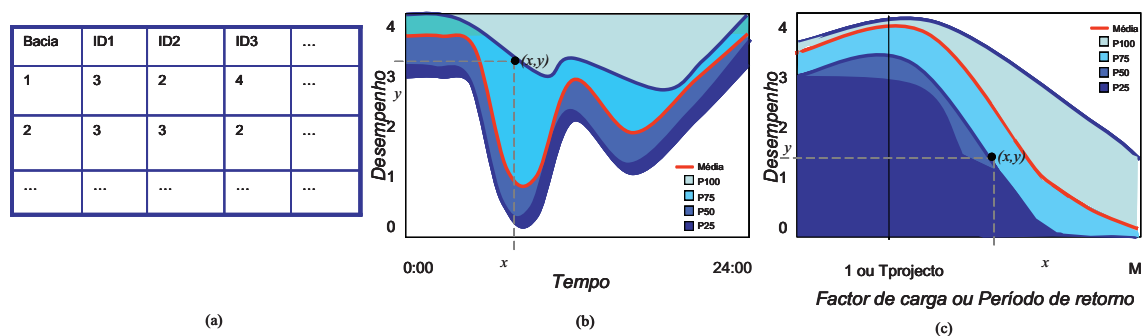 Bacia ID1 ID2 ID3 ...
1 3 2 4 ...
2 3 3 2 ...
... ... ... ... ...
(a)
4
3
2
1
0
Desempenho
y
(x,y)
Média
P100
P75
P50
P25
0:00 x 24:00
Tempo
(b)
4
3
2
1
0
Desempenho
y
(x,y)
Média
P100
P75
P50
P25
1 ou Tprojecto x M
Factor de carga ou Período de retorno
(c)